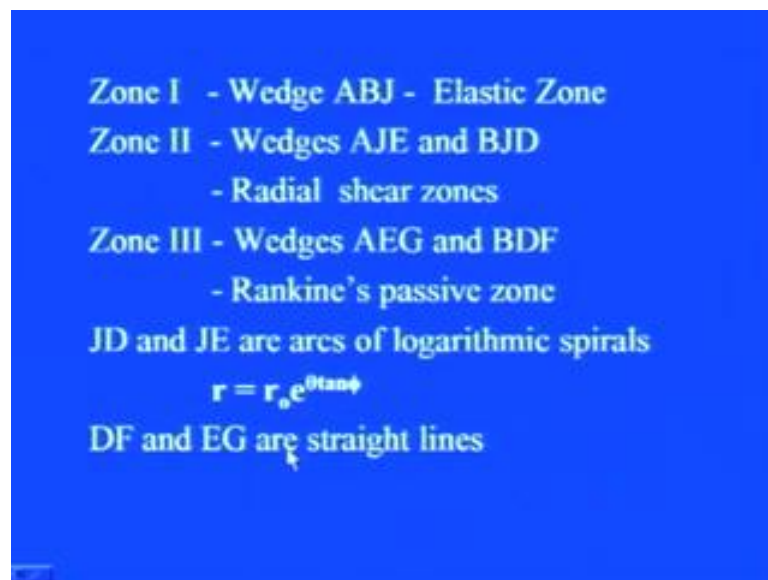 Zone I - Wedge ABJ - Elastic Zone
Zone II - Wedges AJE and BJD
- Radial shear zones
Zone III - Wedges AEG and BDF
- Rankine's passive zone
JD and JE are arcs of logarithmic spirals
r = r₀e^θtanϕ
DF and EG are straight lines